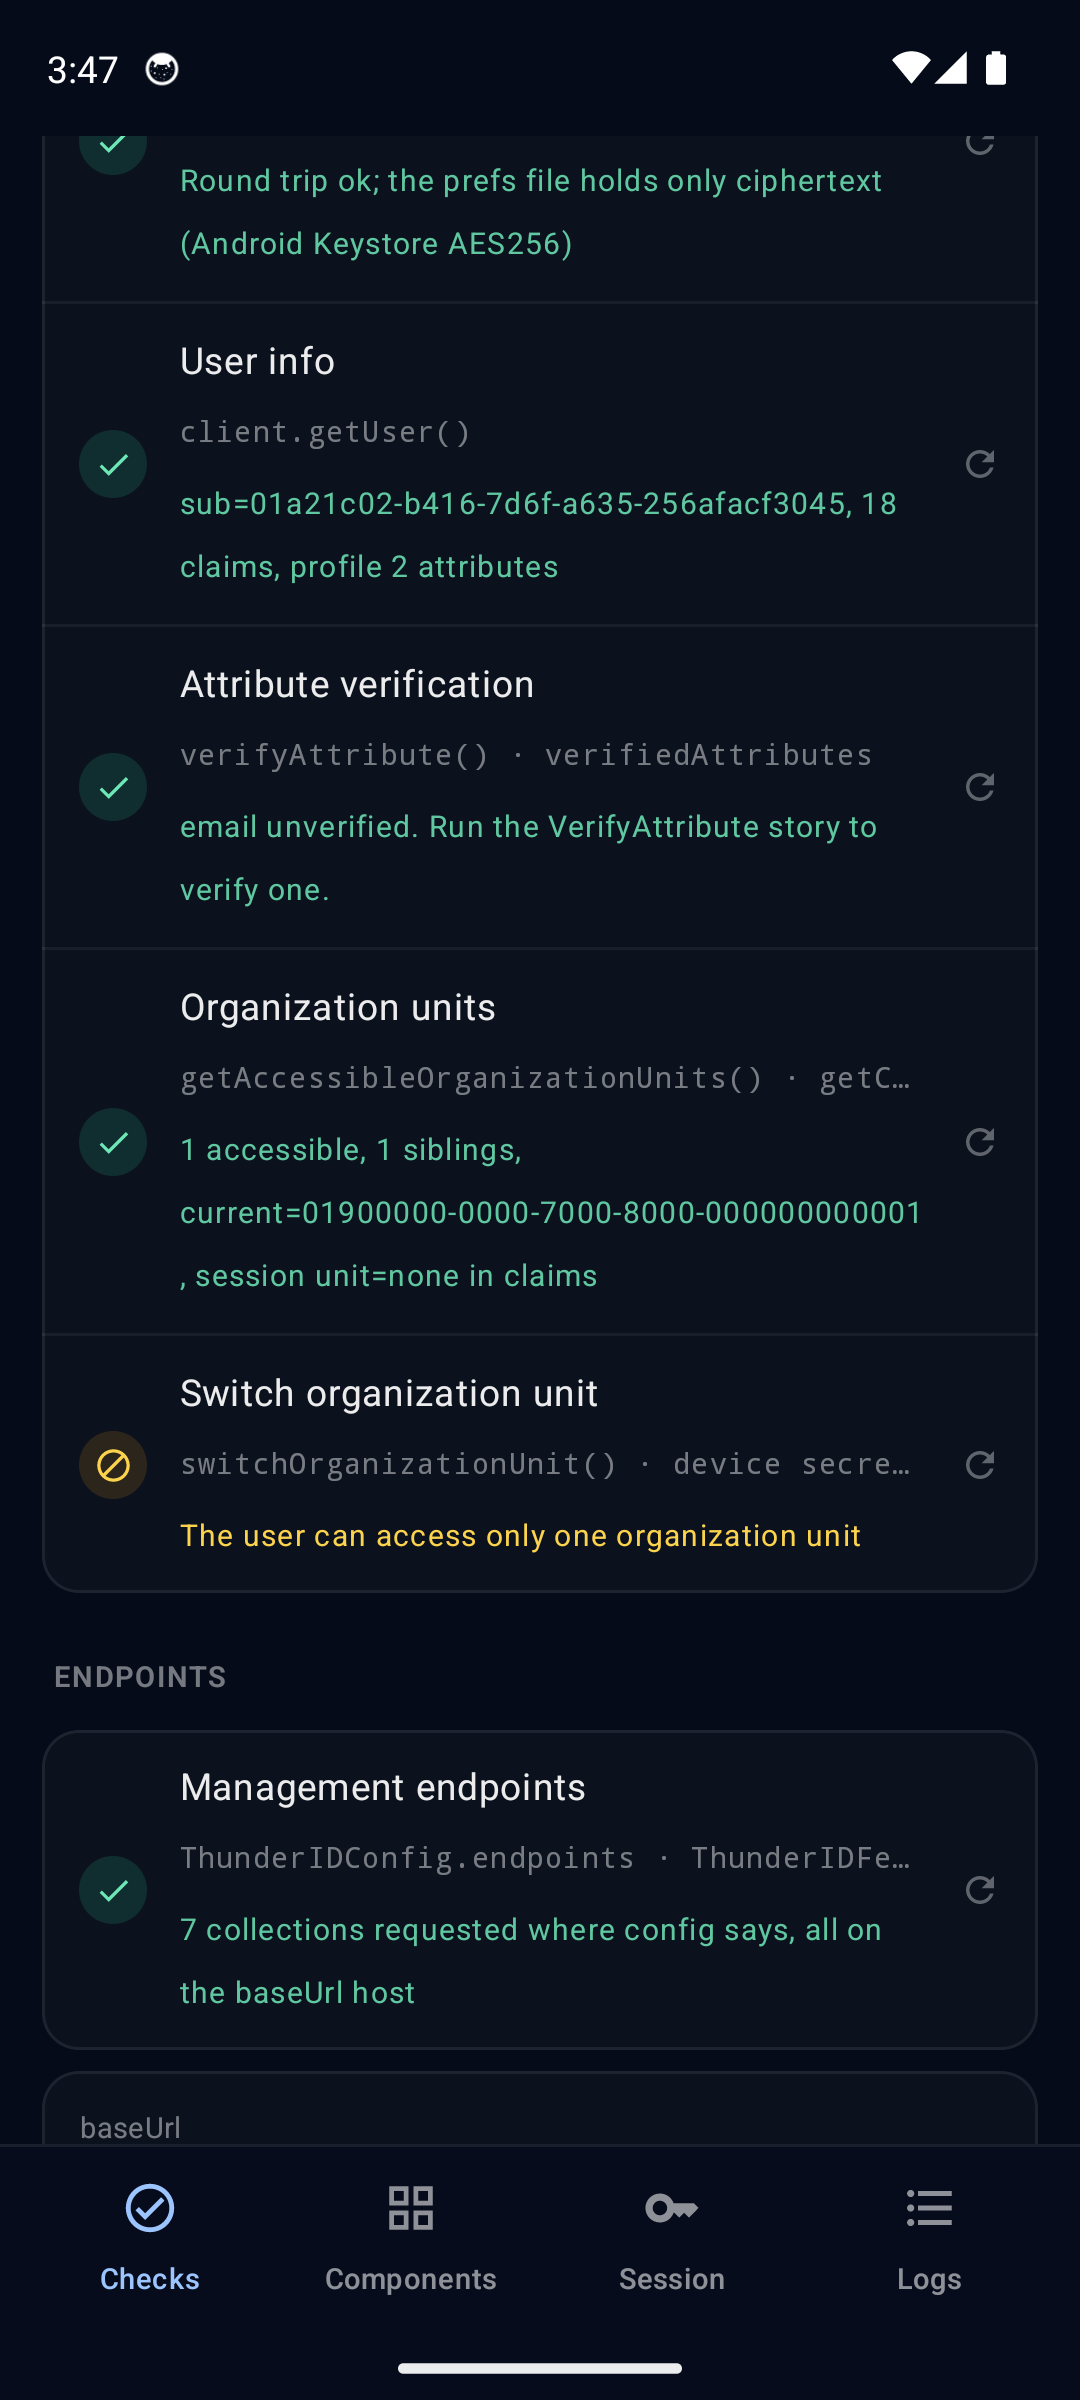 3:47
Round trip ok; the prefs file holds only ciphertext
(Android Keystore AES256)
User info
client.getUser()
sub=01a21c02-b416-7d6f-a635-256afacf3045, 18
claims, profile 2 attributes
Attribute verification
verifyAttribute() · verifiedAttributes
email unverified. Run the VerifyAttribute story to
verify one.
Organization units
getAccessibleOrganizationUnits() · getC…
1 accessible, 1 siblings,
current=01900000-0000-7000-8000-000000000001
, session unit=none in claims
Switch organization unit
switchOrganizationUnit() · device secre…
The user can access only one organization unit
ENDPOINTS
Management endpoints
ThunderIDConfig.endpoints · ThunderIDFe…
7 collections requested where config says, all on
the baseUrl host
baseUrl
Checks
Components
Session
Logs